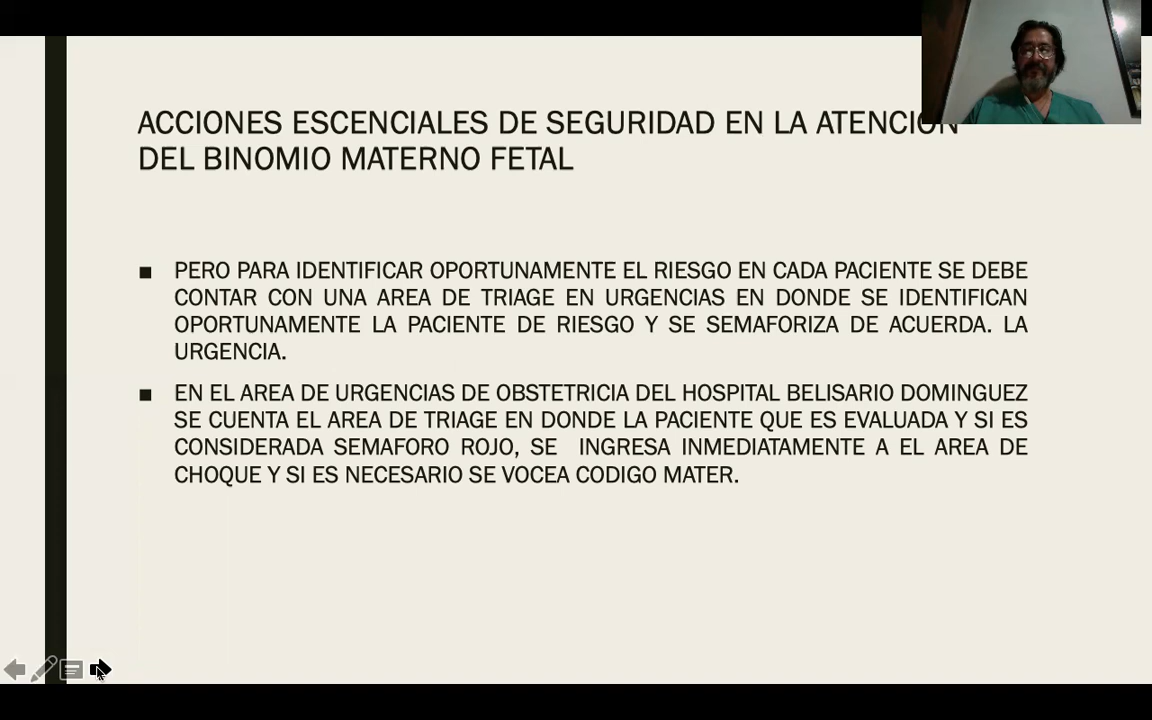 ACCIONES ESCENCIALES DE SEGURIDAD EN LA ATENCION
DEL BINOMIO MATERNO FETAL
■ PERO PARA IDENTIFICAR OPORTUNAMENTE EL RIESGO EN CADA PACIENTE SE DEBE
CONTAR CON UNA AREA DE TRIAGE EN URGENCIAS EN DONDE SE IDENTIFICAN
OPORTUNAMENTE LA PACIENTE DE RIESGO Y SE SEMAFORIZA DE ACUERDA. LA
URGENCIA.
■ EN EL AREA DE URGENCIAS DE OBSTETRICIA DEL HOSPITAL BELISARIO DOMINGUEZ
SE CUENTA EL AREA DE TRIAGE EN DONDE LA PACIENTE QUE ES EVALUADA Y SI ES
CONSIDERADA SEMAFORO ROJO, SE INGRESA INMEDIATAMENTE A EL AREA DE
CHOQUE Y SI ES NECESARIO SE VOCEA CODIGO MATER.